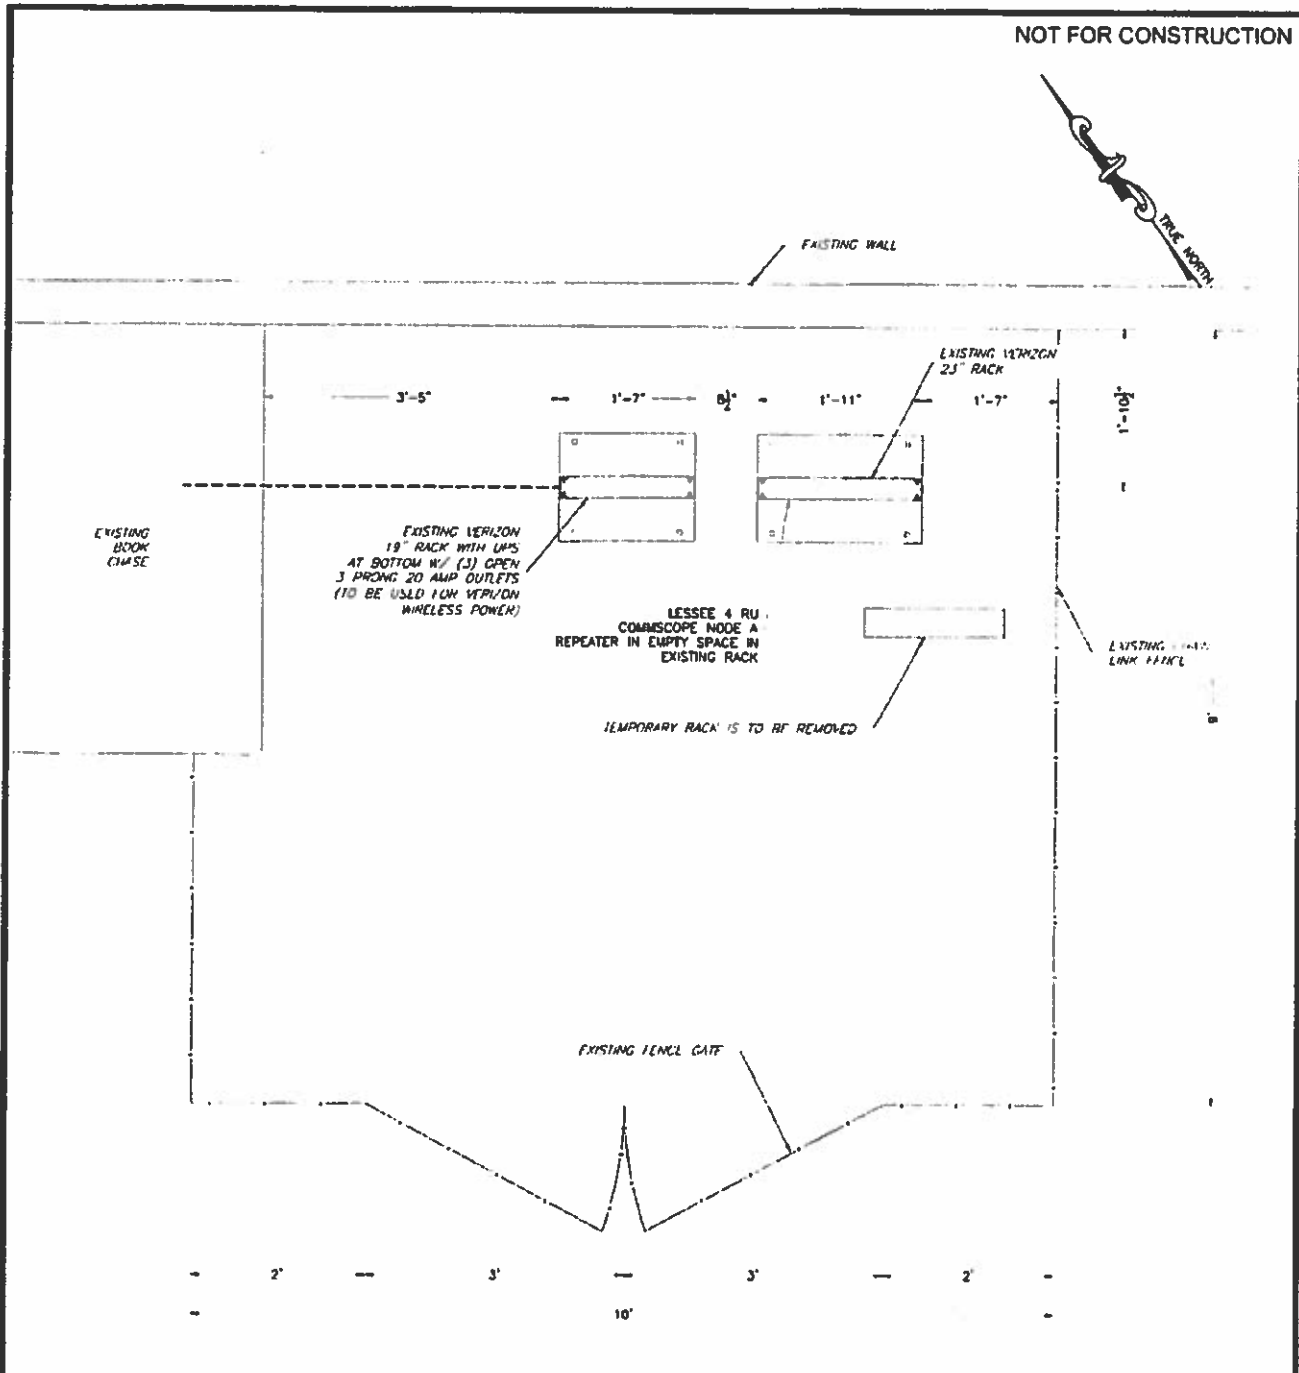 NOT FOR CONSTRUCTION
TRUE NORTH
EXISTING WALL
EXISTING VERIZON
23" RACK
3'-5"
1'-7"
8½"
1'-11"
1'-7"
1'-10½"
EXISTING
BOOK
CHASE
EXISTING VERIZON
19" RACK WITH UPS
AT BOTTOM W/ (3) OPEN
3 PRONG 20 AMP OUTLETS
(TO BE USED FOR VERIZON
WIRELESS POWER)
LESSEE 4 RU
COMMSCOPE NODE A
REPEATER IN EMPTY SPACE IN
EXISTING RACK
EXISTING
LINK FENCE
TEMPORARY RACK IS TO BE REMOVED
EXISTING FENCE GATE
2'
3'
3'
2'
10'